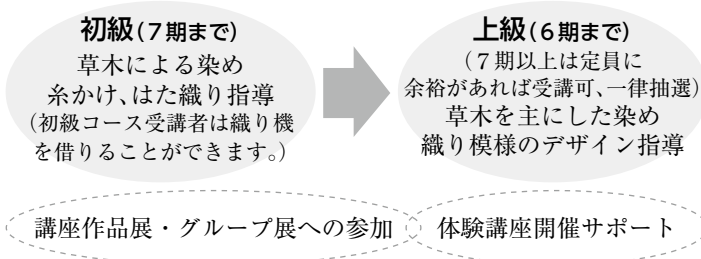 初級(7期まで)
草木による染め
糸かけ、はた織り指導
(初級コース受講者は織り機
を借りることができます。)
上級(6期まで)
(7期以上は定員に
余裕があれば受講可、一律抽選)
草木を主にした染め
織り模様のデザイン指導
講座作品展・グループ展への参加
体験講座開催サポート